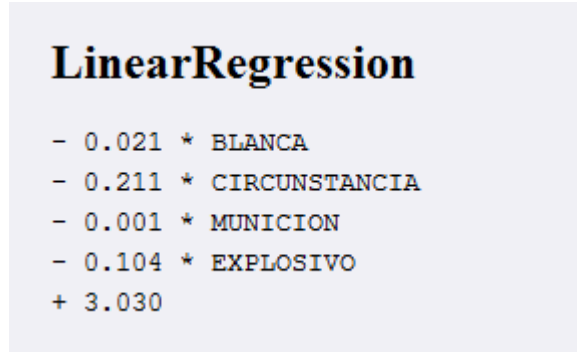 LinearRegression
- 0.021 * BLANCA
- 0.211 * CIRCUNSTANCIA
- 0.001 * MUNICION
- 0.104 * EXPLOSIVO
+ 3.030